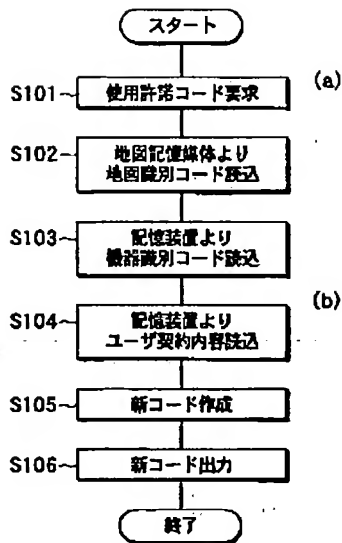 スタート
S101
使用許諾コード要求
(a)
S102
地図記憶媒体より
地図識別コード読込
S103
記憶装置より
機器識別コード読込
(b)
S104
記憶装置より
ユーザ契約内容読込
S105
新コード作成
S106
新コード出力
終了